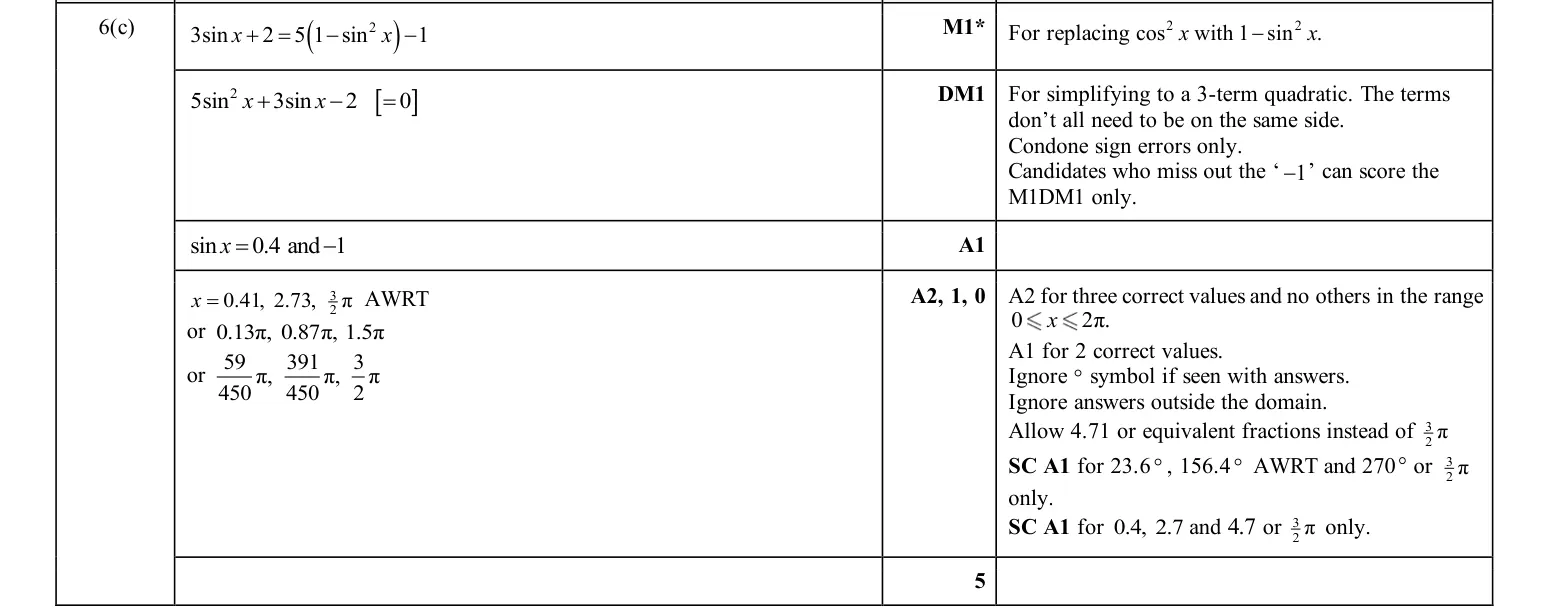 6(c)
3sin x + 2 = 5(1 − sin² x) − 1
M1*
For replacing cos² x with 1 − sin² x.
5sin² x + 3sin x − 2 [= 0]
DM1
For simplifying to a 3-term quadratic. The terms
don't all need to be on the same side.
Condone sign errors only.
Candidates who miss out the ‘ −1 ’ can score the
M1DM1 only.
sin x = 0.4 and −1
A1
x = 0.41, 2.73, 3/2 π AWRT
or 0.13π, 0.87π, 1.5π
or 59/450 π, 391/450 π, 3/2 π
A2, 1, 0
A2 for three correct values and no others in the range
0 ⩽ x ⩽ 2π.
A1 for 2 correct values.
Ignore ° symbol if seen with answers.
Ignore answers outside the domain.
Allow 4.71 or equivalent fractions instead of 3/2 π
SC A1 for 23.6°, 156.4° AWRT and 270° or 3/2 π
only.
SC A1 for 0.4, 2.7 and 4.7 or 3/2 π only.
5